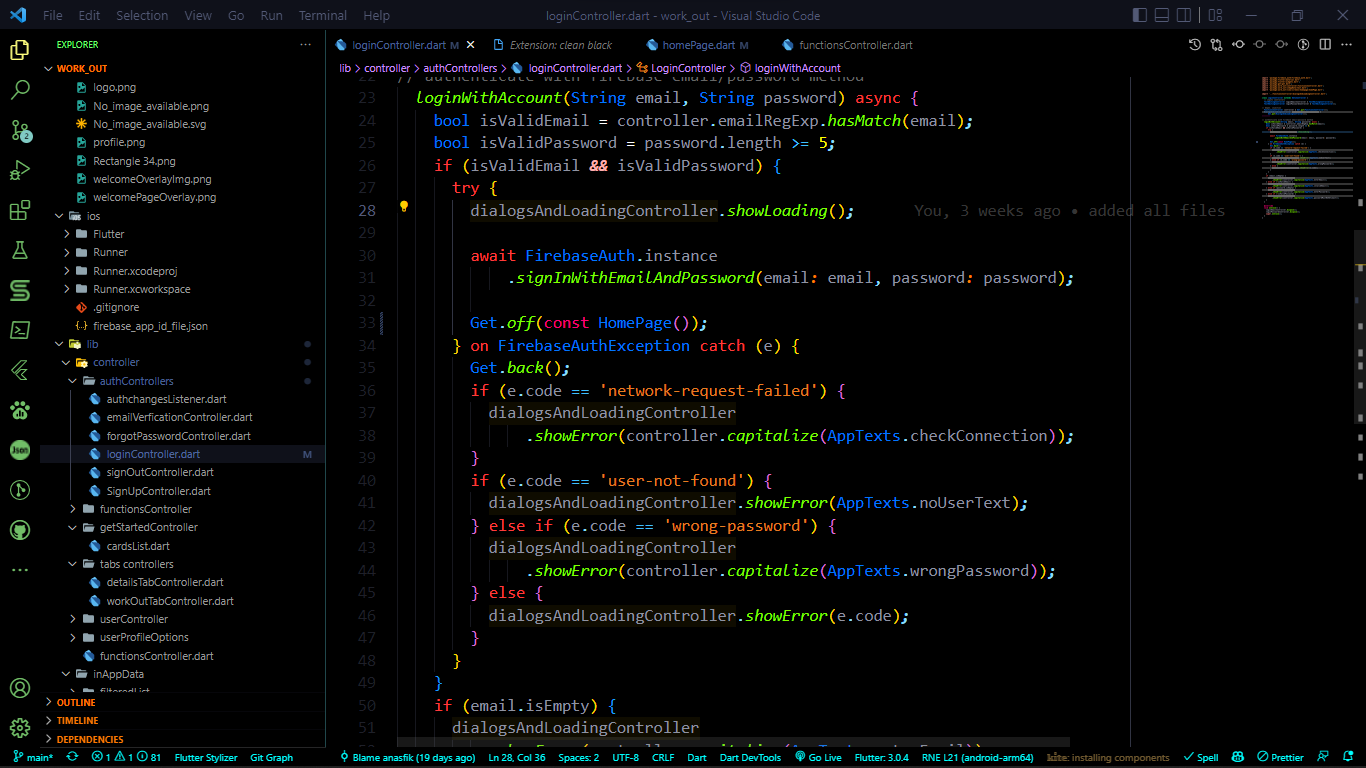 File Edit Selection View Go Run Terminal Help
loginController.dart - work_out - Visual Studio Code
EXPLORER
WORK_OUT
logo.png
No_image_available.png
No_image_available.svg
profile.png
Rectangle 34.png
welcomeOverlayImg.png
welcomePageOverlay.png
ios
Flutter
Runner
Runner.xcodeproj
Runner.xcworkspace
.gitignore
firebase_app_id_file.json
lib
controller
authControllers
authchangesListener.dart
emailVerficationController.dart
forgotPasswordController.dart
loginController.dart M
signOutController.dart
SignUpController.dart
functionsController
getStartedController
cardsList.dart
tabs controllers
detailsTabController.dart
workOutTabController.dart
userController
userProfileOptions
functionsController.dart
inAppData
filteredList
OUTLINE
TIMELINE
DEPENDENCIES
2
Json
loginController.dart M
Extension: clean black
homePage.dart M
functionsController.dart
lib > controller > authControllers > loginController.dart > LoginController > loginWithAccount
22 // authenticate with firebase email/password method
23 loginWithAccount(String email, String password) async {
24 bool isValidEmail = controller.emailRegExp.hasMatch(email);
25 bool isValidPassword = password.length >= 5;
26 if (isValidEmail && isValidPassword) {
27 try {
28 dialogsAndLoadingController.showLoading(); You, 3 weeks ago • added all files
29
30 await FirebaseAuth.instance
31 .signInWithEmailAndPassword(email: email, password: password);
32
33 Get.off(const HomePage());
34 } on FirebaseAuthException catch (e) {
35 Get.back();
36 if (e.code == 'network-request-failed') {
37 dialogsAndLoadingController
38 .showError(controller.capitalize(AppTexts.checkConnection));
39 }
40 if (e.code == 'user-not-found') {
41 dialogsAndLoadingController.showError(AppTexts.noUserText);
42 } else if (e.code == 'wrong-password') {
43 dialogsAndLoadingController
44 .showError(controller.capitalize(AppTexts.wrongPassword));
45 } else {
46 dialogsAndLoadingController.showError(e.code);
47 }
48 }
49 }
50 if (email.isEmpty) {
51 dialogsAndLoadingController
main* 1 1 81 Flutter Stylizer Git Graph Blame anasfik (19 days ago) Ln 28, Col 36 Spaces: 2 UTF-8 CRLF Dart Dart DevTools Go Live Flutter: 3.0.4 RNE L21 (android-arm64) kite: installing components Spell Prettier